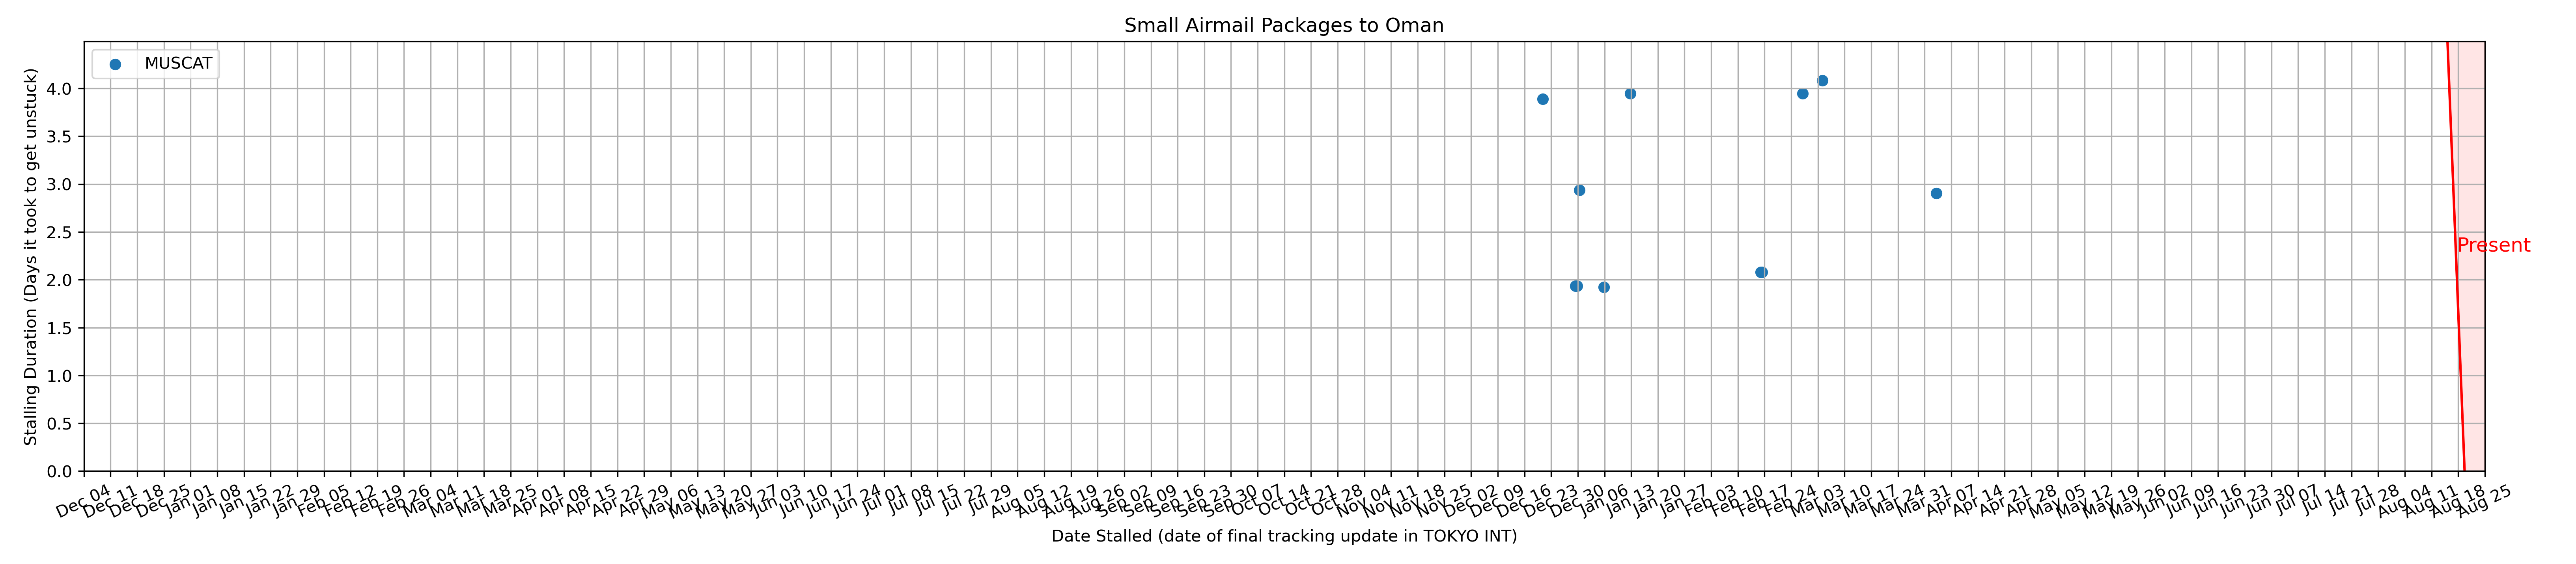 Small Airmail Packages to Oman
MUSCAT
Stalling Duration (Days it took to get unstuck)
4.0
3.5
3.0
2.5
2.0
1.5
1.0
0.5
0.0
Present
Dec 04 Dec 11 Dec 18 Dec 25 Jan 01 Jan 08 Jan 15 Jan 22 Jan 29 Feb 05 Feb 12 Feb 19 Feb 26 Mar 04 Mar 11 Mar 18 Mar 25 Apr 01 Apr 08 Apr 15 Apr 22 Apr 29 May 06 May 13 May 20 May 27 Jun 03 Jun 10 Jun 17 Jun 24 Jul 01 Jul 08 Jul 15 Jul 22 Jul 29 Aug 05 Aug 12 Aug 19 Aug 26 Sep 02 Sep 09 Sep 16 Sep 23 Sep 30 Oct 07 Oct 14 Oct 21 Oct 28 Nov 04 Nov 11 Nov 18 Nov 25 Dec 02 Dec 09 Dec 16 Dec 23 Dec 30 Jan 06 Jan 13 Jan 20 Jan 27 Feb 03 Feb 10 Feb 17 Feb 24 Mar 03 Mar 10 Mar 17 Mar 24 Mar 31 Apr 07 Apr 14 Apr 21 Apr 28 May 05 May 12 May 19 May 26 Jun 02 Jun 09 Jun 16 Jun 23 Jun 30 Jul 07 Jul 14 Jul 21 Jul 28 Aug 04 Aug 11 Aug 18 Aug 25
Date Stalled (date of final tracking update in TOKYO INT)